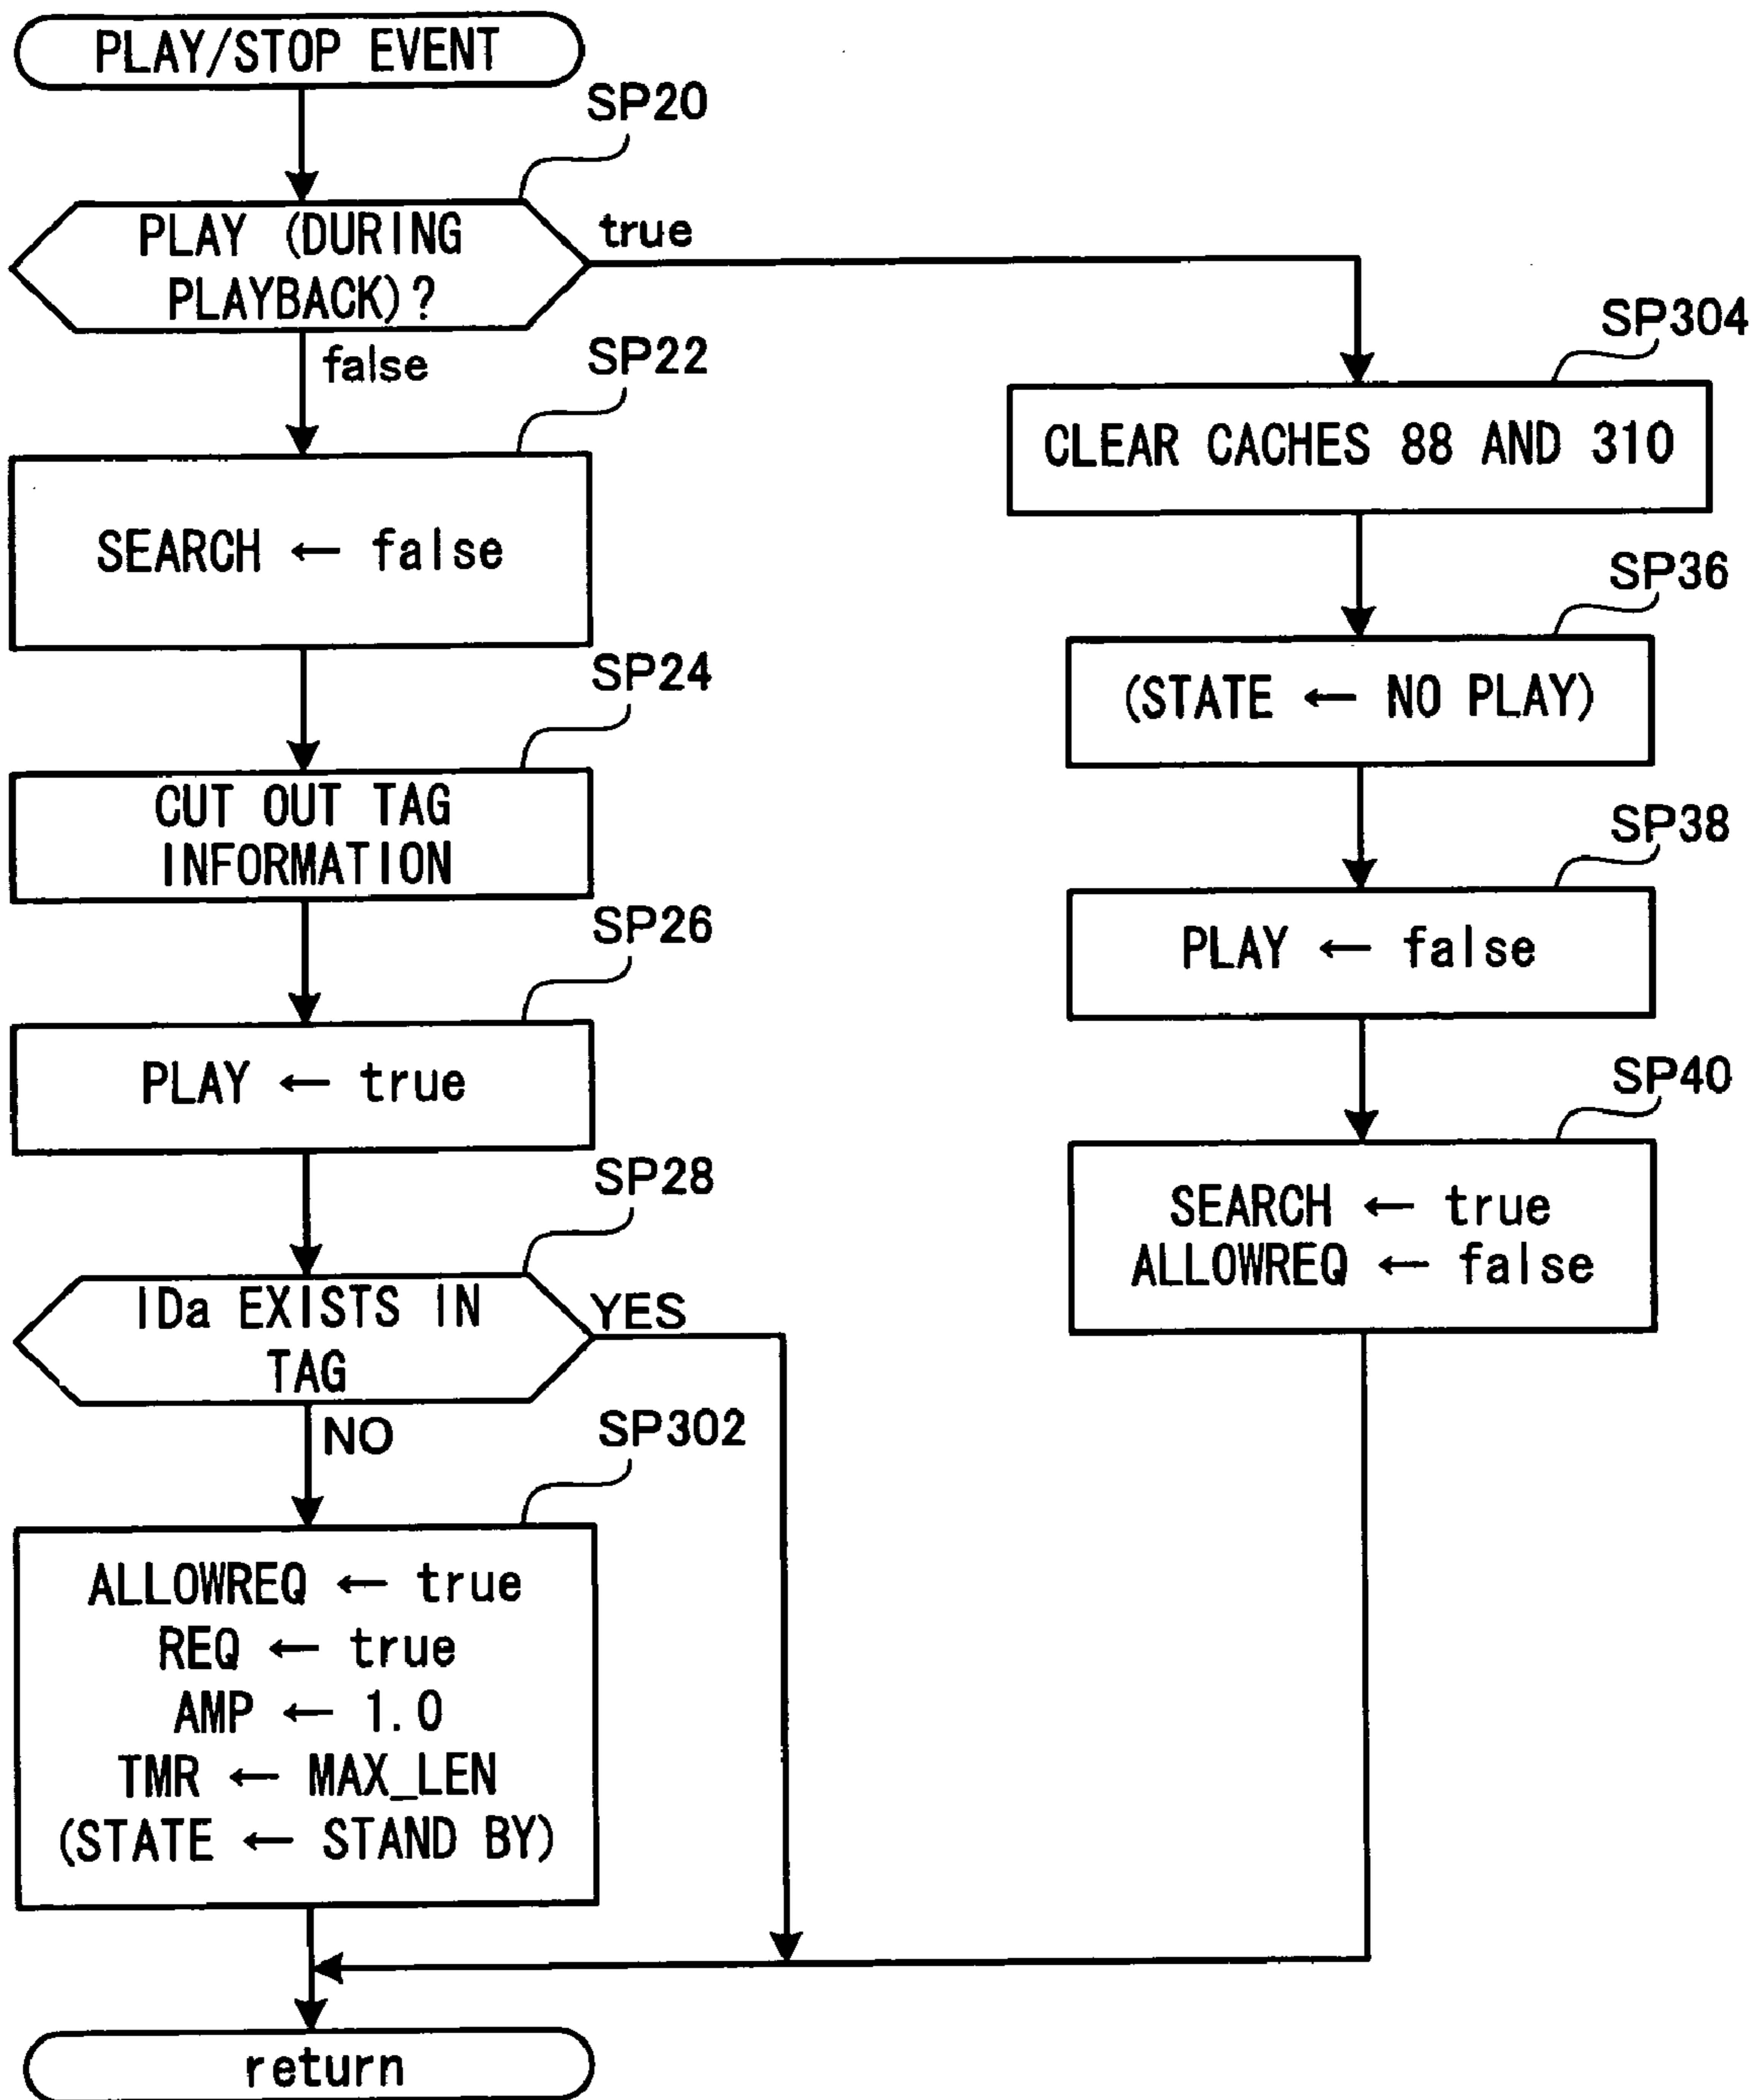 PLAY/STOP EVENT
SP20
PLAY (DURING
PLAYBACK)?
true
false
SP22
SEARCH ← false
SP24
CUT OUT TAG
INFORMATION
SP26
PLAY ← true
SP28
IDa EXISTS IN
TAG
YES
NO
SP302
ALLOWREQ ← true
REQ ← true
AMP ← 1.0
TMR ← MAX_LEN
(STATE ← STAND BY)
SP304
CLEAR CACHES 88 AND 310
SP36
(STATE ← NO PLAY)
SP38
PLAY ← false
SP40
SEARCH ← true
ALLOWREQ ← false
return